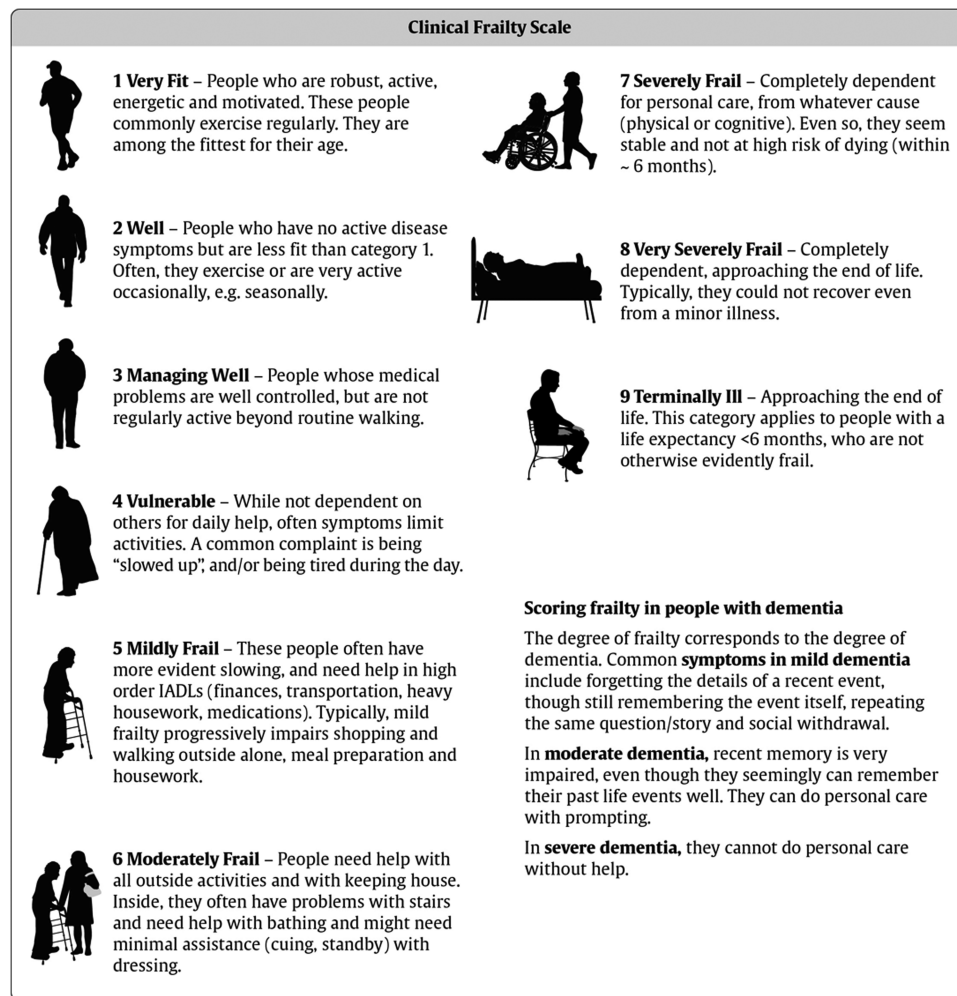 Clinical Frailty Scale
1 Very Fit – People who are robust, active,
energetic and motivated. These people
commonly exercise regularly. They are
among the fittest for their age.
2 Well – People who have no active disease
symptoms but are less fit than category 1.
Often, they exercise or are very active
occasionally, e.g. seasonally.
3 Managing Well – People whose medical
problems are well controlled, but are not
regularly active beyond routine walking.
4 Vulnerable – While not dependent on
others for daily help, often symptoms limit
activities. A common complaint is being
“slowed up”, and/or being tired during the day.
5 Mildly Frail – These people often have
more evident slowing, and need help in high
order IADLs (finances, transportation, heavy
housework, medications). Typically, mild
frailty progressively impairs shopping and
walking outside alone, meal preparation and
housework.
6 Moderately Frail – People need help with
all outside activities and with keeping house.
Inside, they often have problems with stairs
and need help with bathing and might need
minimal assistance (cuing, standby) with
dressing.
7 Severely Frail – Completely dependent
for personal care, from whatever cause
(physical or cognitive). Even so, they seem
stable and not at high risk of dying (within
~ 6 months).
8 Very Severely Frail – Completely
dependent, approaching the end of life.
Typically, they could not recover even
from a minor illness.
9 Terminally Ill – Approaching the end of
life. This category applies to people with a
life expectancy <6 months, who are not
otherwise evidently frail.
Scoring frailty in people with dementia
The degree of frailty corresponds to the degree of
dementia. Common symptoms in mild dementia
include forgetting the details of a recent event,
though still remembering the event itself, repeating
the same question/story and social withdrawal.
In moderate dementia, recent memory is very
impaired, even though they seemingly can remember
their past life events well. They can do personal care
with prompting.
In severe dementia, they cannot do personal care
without help.